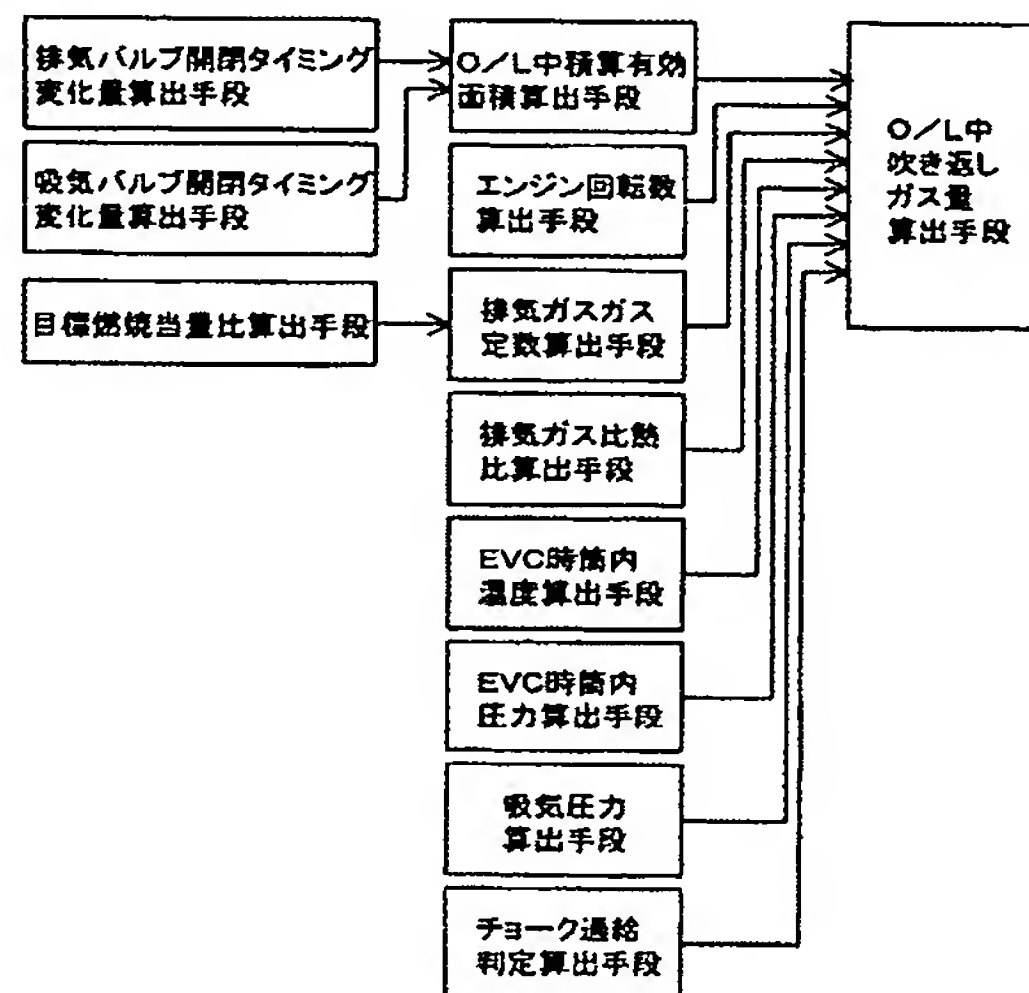 排気バルブ開閉タイミング
変化量算出手段
吸気バルブ開閉タイミング
変化量算出手段
目標燃焼当量比算出手段
O／L中積算有効
面積算出手段
エンジン回転数
算出手段
排気ガスガス
定数算出手段
排気ガス比熱
比算出手段
EVC時筒内
温度算出手段
EVC時筒内
圧力算出手段
吸気圧力
算出手段
チョーク過給
判定算出手段
O／L中
吹き返し
ガス量
算出手段